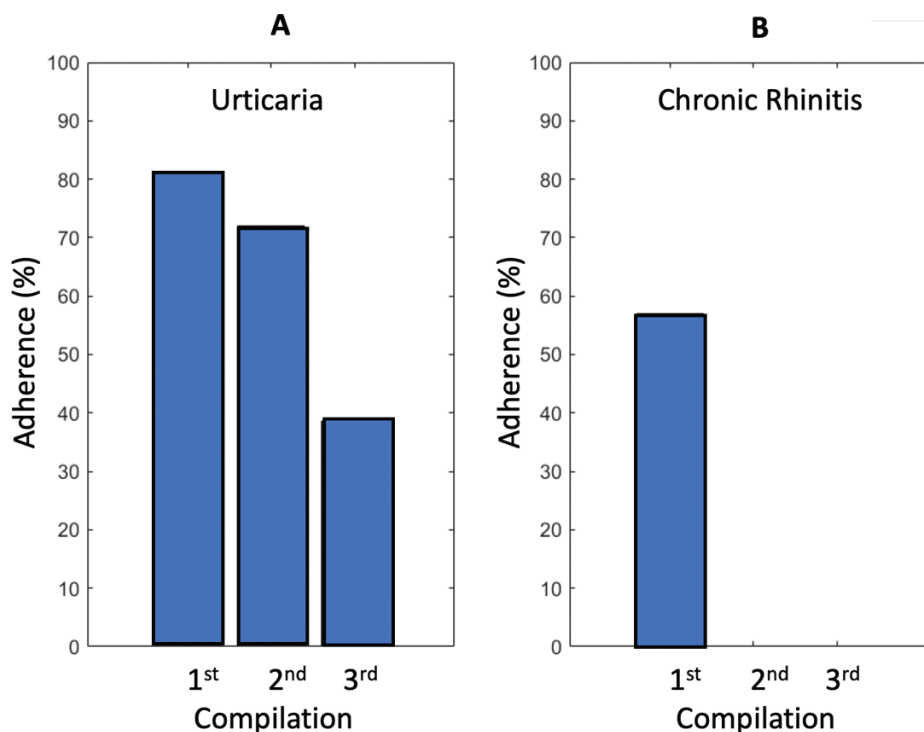 A
Urticaria
Adherence (%)
100
90
80
70
60
50
40
30
20
10
0
1st 2nd 3rd
Compilation
B
Chronic Rhinitis
Adherence (%)
100
90
80
70
60
50
40
30
20
10
0
1st 2nd 3rd
Compilation